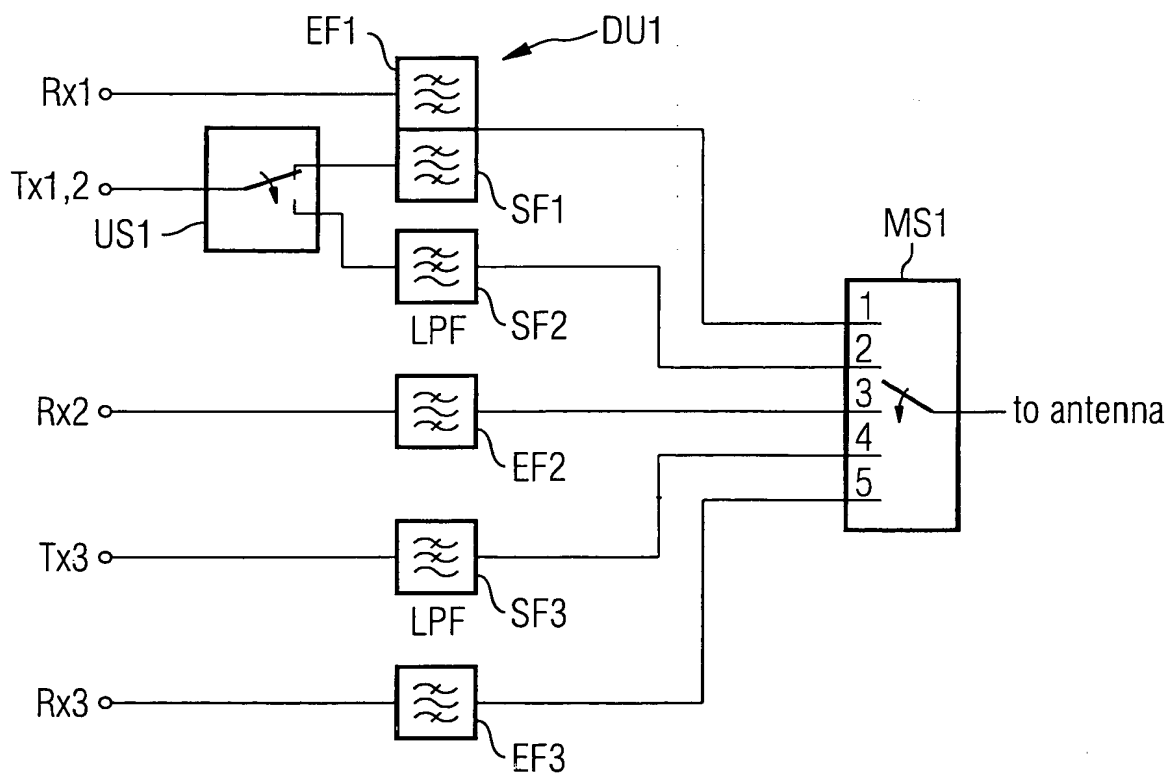 EF1
DU1
Rx1
Tx1,2
US1
SF1
MS1
LPF
SF2
1
2
3
4
5
Rx2
to antenna
EF2
Tx3
LPF
SF3
Rx3
EF3